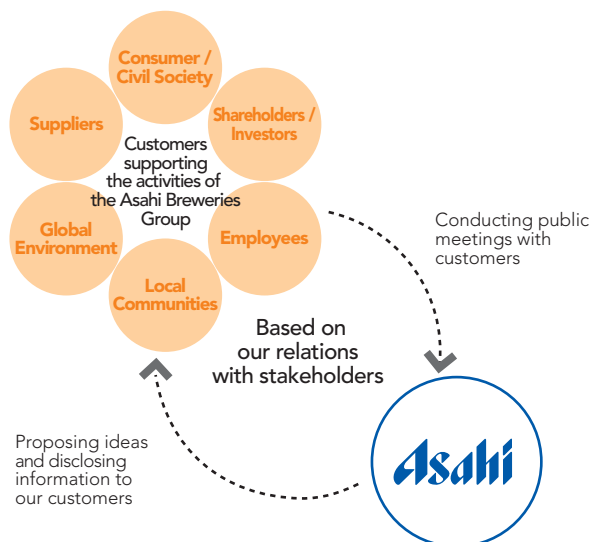 Consumer /
Civil Society
Suppliers
Shareholders /
Investors
Customers
supporting
the activities of
the Asahi Breweries
Group
Global
Environment
Employees
Local
Communities
Conducting public
meetings with
customers
Based on
our relations
with stakeholders
Proposing ideas
and disclosing
information to
our customers
Asahi